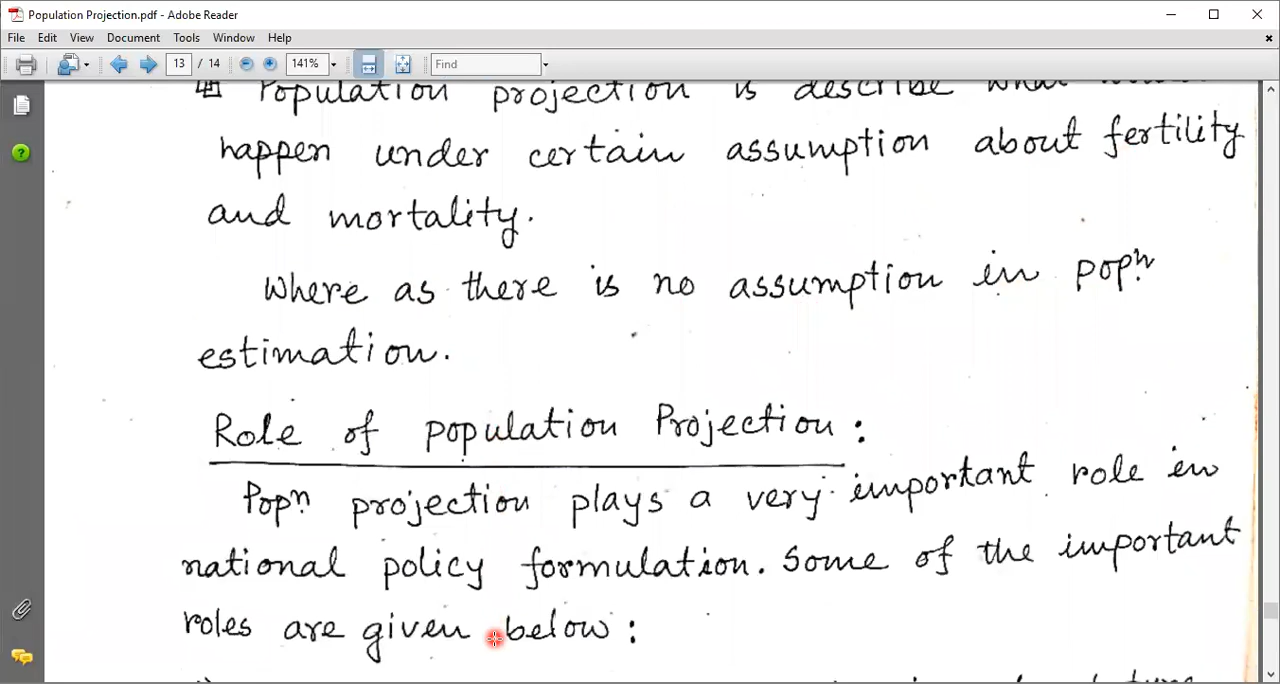 Population Projection.pdf - Adobe Reader
File Edit View Document Tools Window Help
13 / 14 141% Find
Population projection is describe what
happen under certain assumption about fertility
and mortality.
Where as there is no assumption in popⁿ
estimation.
Role of population Projection:
Popⁿ projection plays a very important role in
national policy formulation. Some of the important
roles are given below: